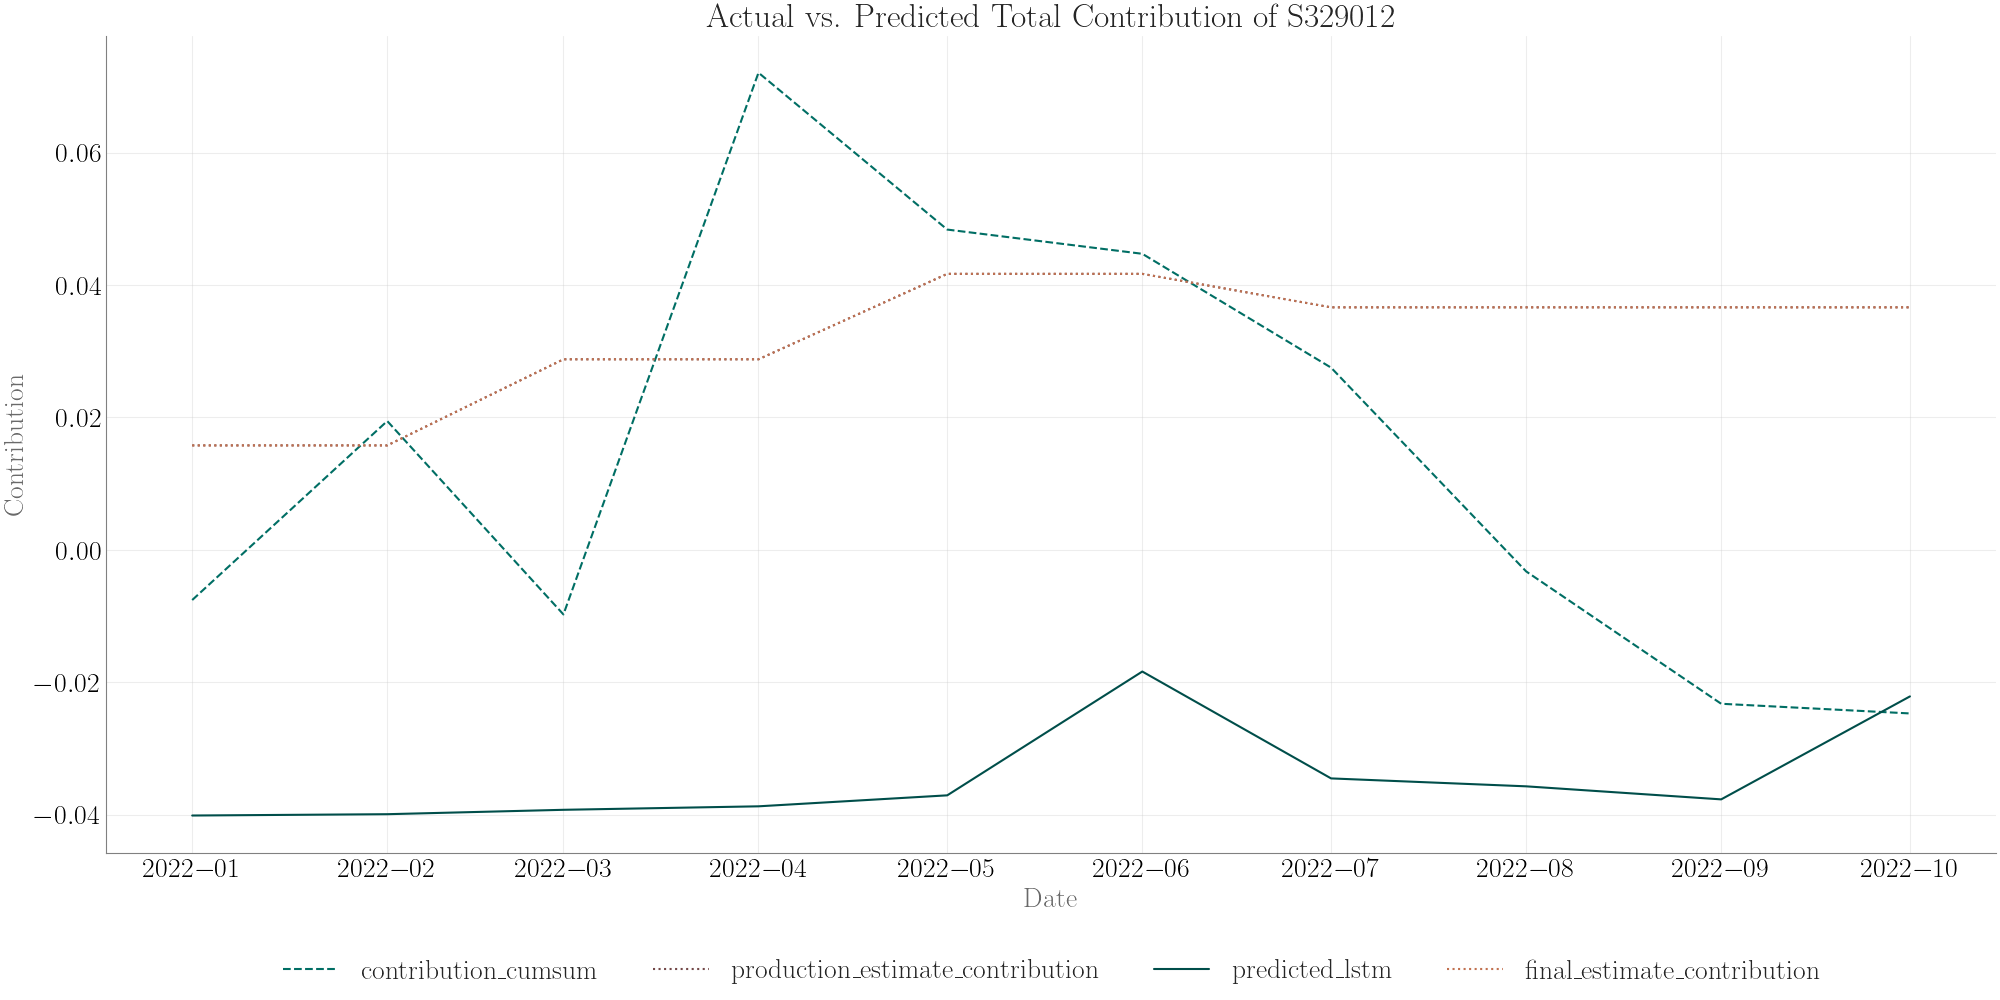 Actual vs. Predicted Total Contribution of S329012
0.06
0.04
0.02
0.00
−0.02
−0.04
Contribution
2022−01 2022−02 2022−03 2022−04 2022−05 2022−06 2022−07 2022−08 2022−09 2022−10
Date
contribution_cumsum production_estimate_contribution predicted_lstm final_estimate_contribution